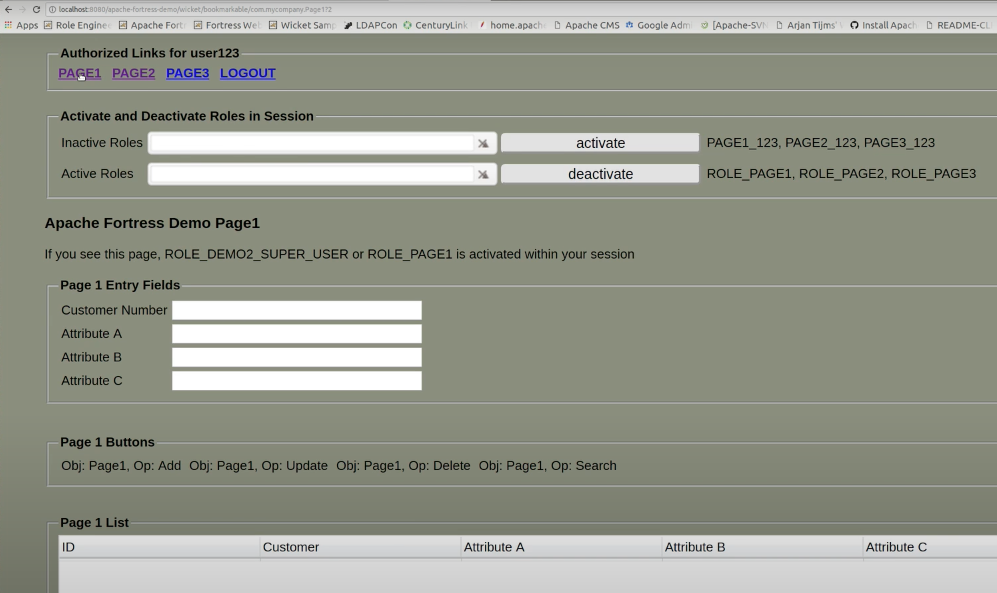 localhost:8080/apache-fortress-demo/wicket/bookmarkable/com.mycompany.Page1?2
Apps Role Enginee Apache Fort Fortress Web Wicket Samp LDAPCon CenturyLink home.apach Apache CMS Google Adm [Apache-SVN Arjan Tijms' Install Apach README-CL
Authorized Links for user123
PAGE1 PAGE2 PAGE3 LOGOUT
Activate and Deactivate Roles in Session
Inactive Roles activate PAGE1_123, PAGE2_123, PAGE3_123
Active Roles deactivate ROLE_PAGE1, ROLE_PAGE2, ROLE_PAGE3
Apache Fortress Demo Page1
If you see this page, ROLE_DEMO2_SUPER_USER or ROLE_PAGE1 is activated within your session
Page 1 Entry Fields
Customer Number
Attribute A
Attribute B
Attribute C
Page 1 Buttons
Obj: Page1, Op: Add Obj: Page1, Op: Update Obj: Page1, Op: Delete Obj: Page1, Op: Search
Page 1 List
ID Customer Attribute A Attribute B Attribute C